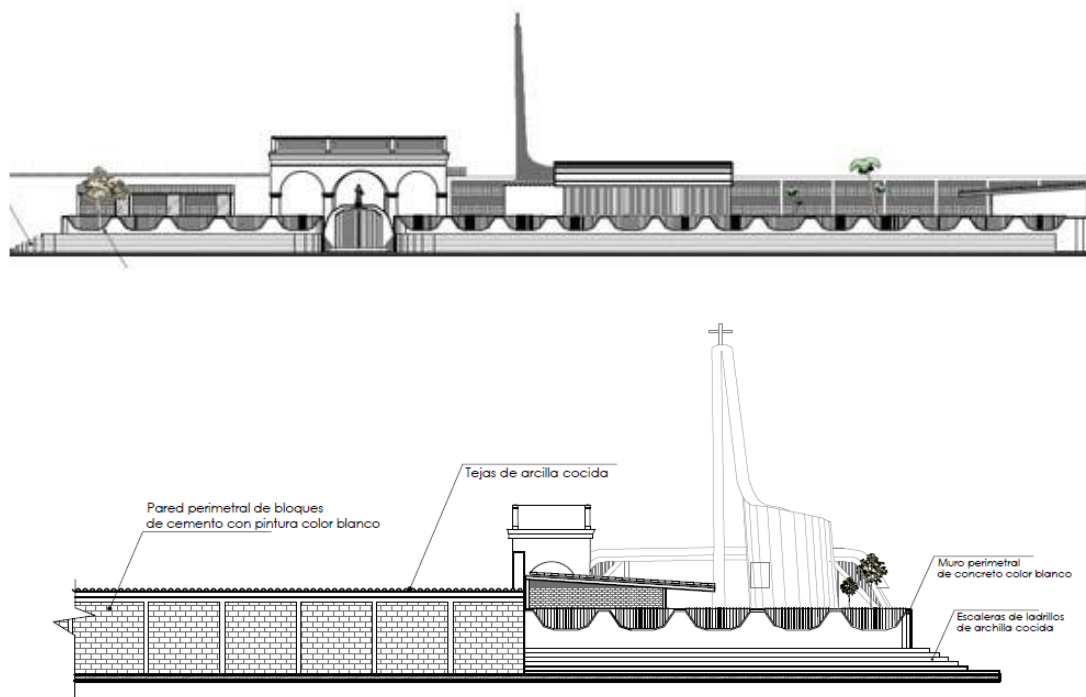 Tejas de arcilla cocida
Pared perimetral de bloques
de cemento con pintura color blanco
Muro perimetral
de concreto color blanco
Escaleras de ladrillos
de archilla cocida